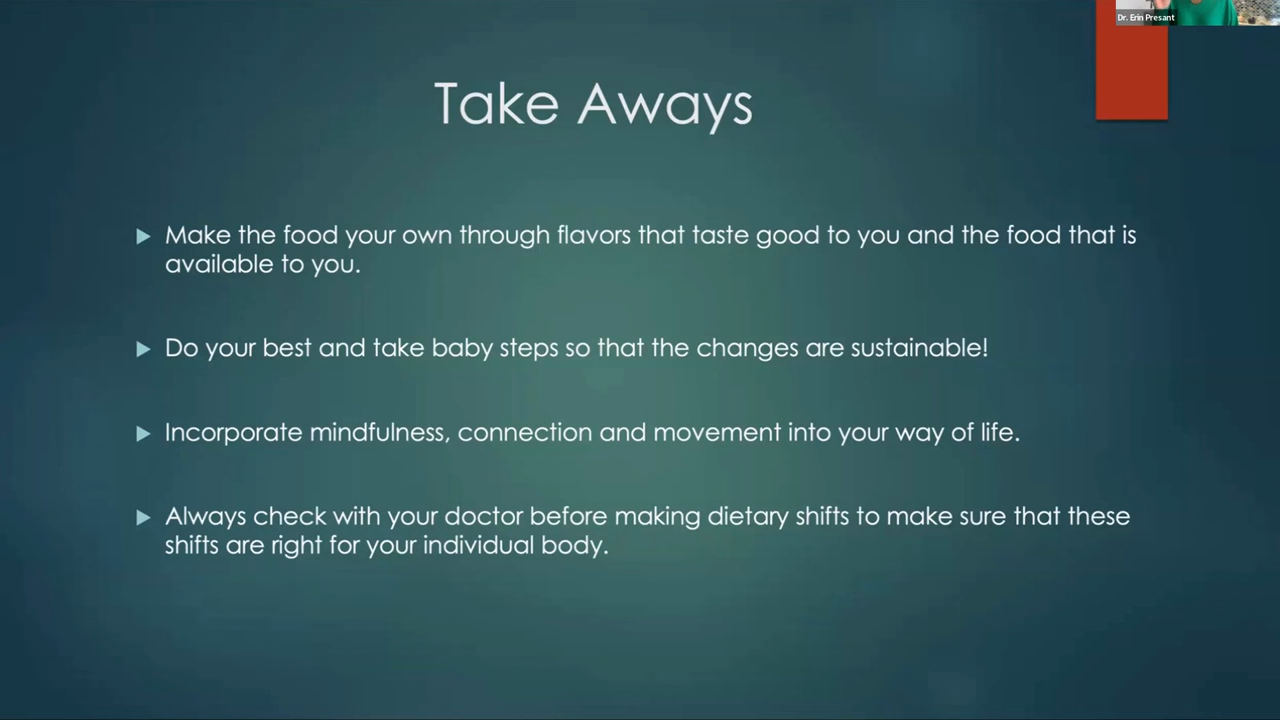 Dr. Erin Presant
Take Aways
Make the food your own through flavors that taste good to you and the food that is
available to you.
Do your best and take baby steps so that the changes are sustainable!
Incorporate mindfulness, connection and movement into your way of life.
Always check with your doctor before making dietary shifts to make sure that these
shifts are right for your individual body.